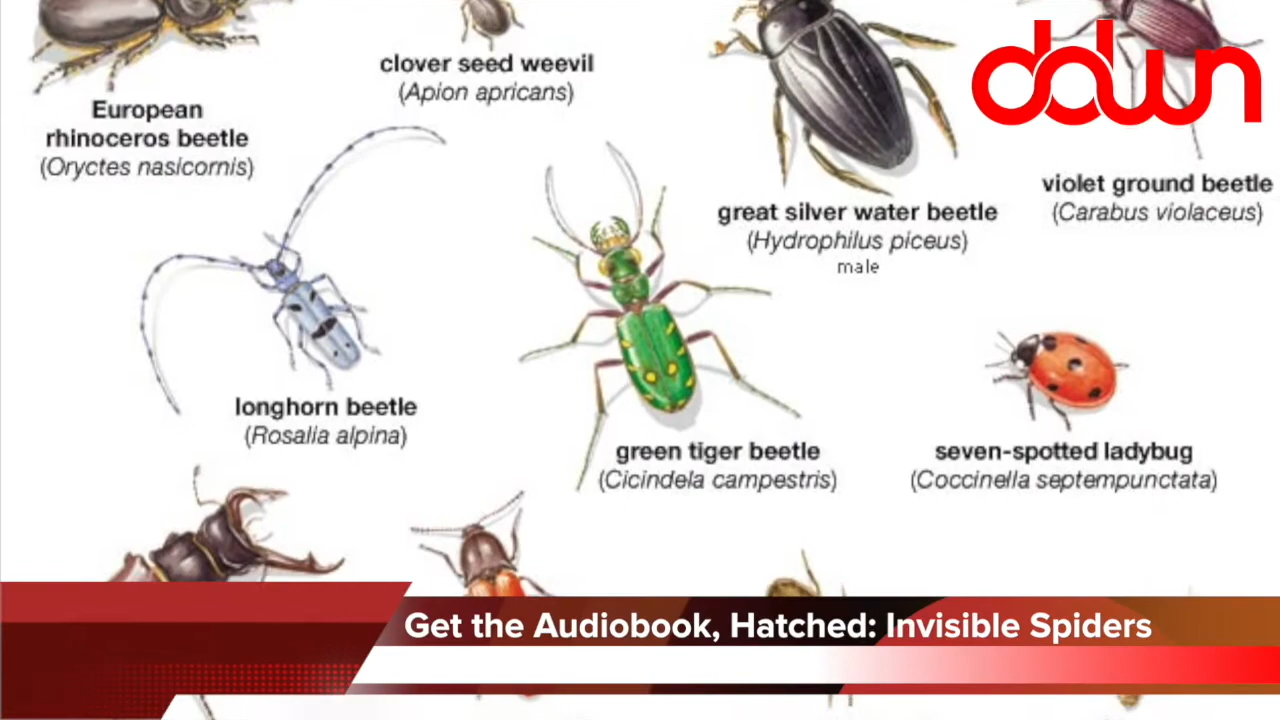 clover seed weevil
(Apion apricans)
down
European
rhinoceros beetle
(Oryctes nasicornis)
violet ground beetle
(Carabus violaceus)
great silver water beetle
(Hydrophilus piceus)
male
longhorn beetle
(Rosalia alpina)
green tiger beetle
(Cicindela campestris)
seven-spotted ladybug
(Coccinella septempunctata)
Get the Audiobook, Hatched: Invisible Spiders